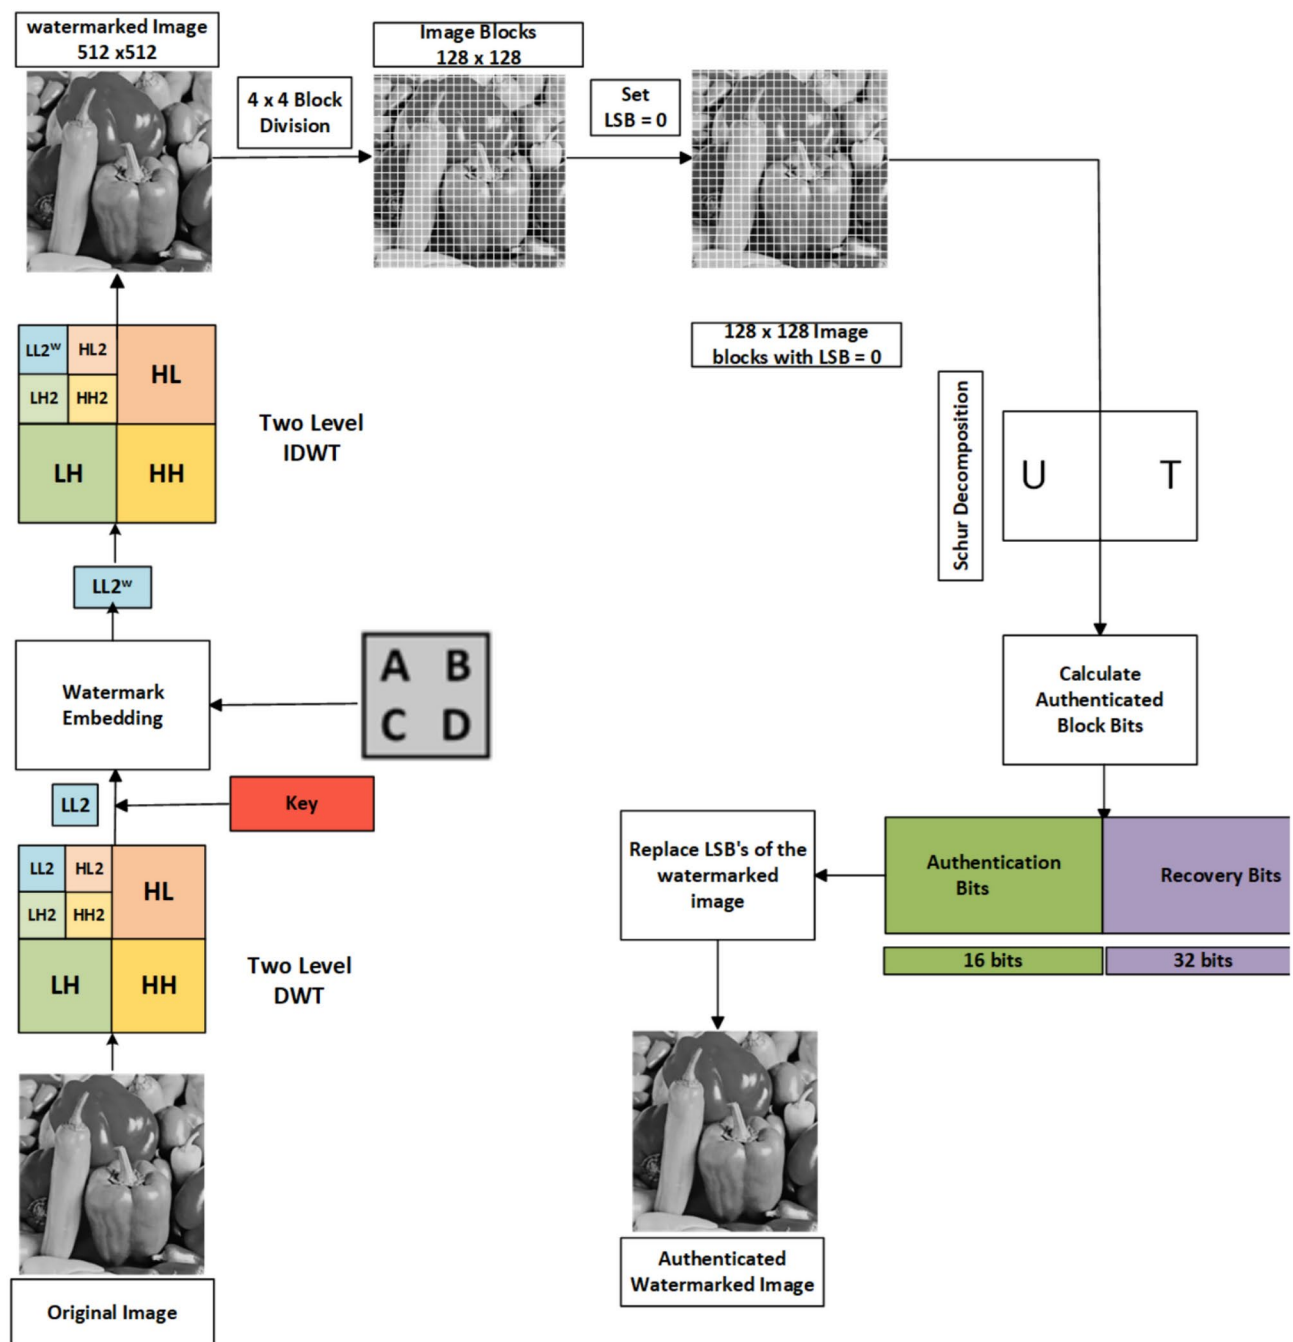 watermarked Image
512 x512
Image Blocks
128 x 128
4 x 4 Block
Division
Set
LSB = 0
128 x 128 Image
blocks with LSB = 0
LL2ᵂ
HL2
HL
LH2
HH2
LH
HH
Two Level
IDWT
Schur Decomposition
U
T
LL2ᵂ
Watermark
Embedding
A B
C D
Calculate
Authenticated
Block Bits
LL2
Key
LL2
HL2
HL
LH2
HH2
LH
HH
Two Level
DWT
Replace LSB's of the
watermarked
image
Authentication
Bits
Recovery Bits
16 bits
32 bits
Authenticated
Watermarked Image
Original Image